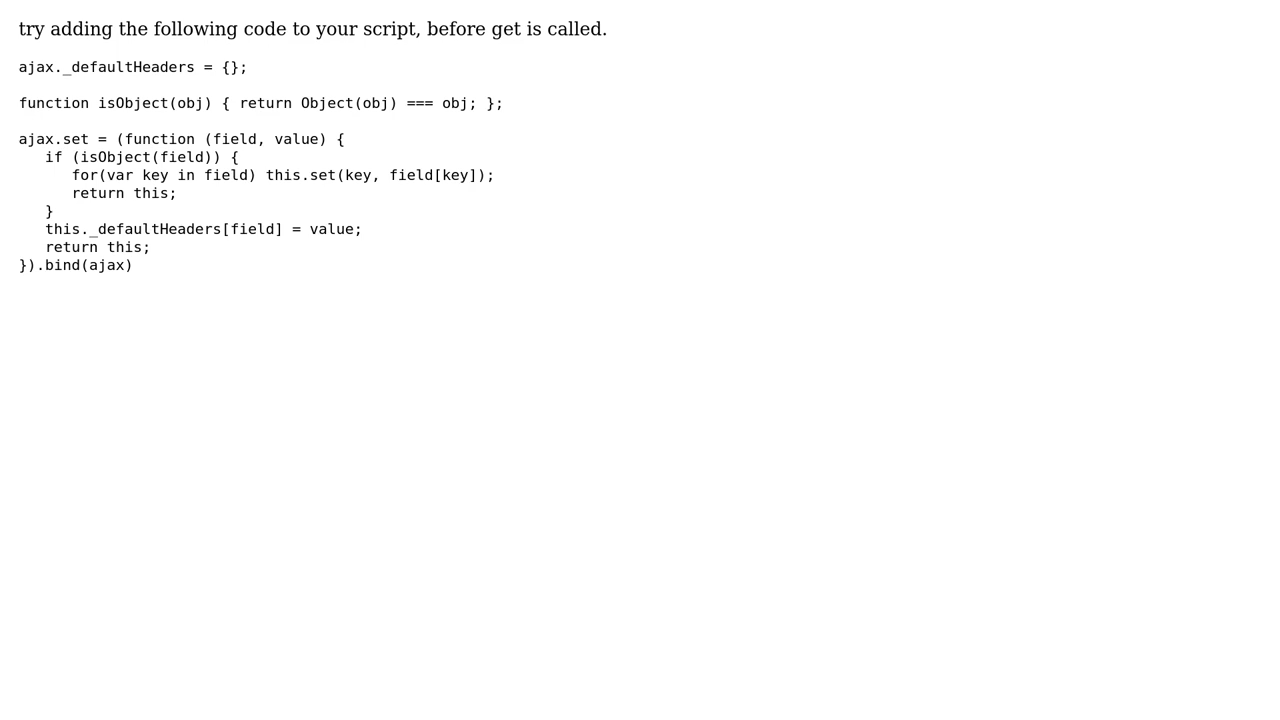 try adding the following code to your script, before get is called.
ajax._defaultHeaders = {};
function isObject(obj) { return Object(obj) === obj; };
ajax.set = (function (field, value) {
   if (isObject(field)) {
      for(var key in field) this.set(key, field[key]);
      return this;
   }
   this._defaultHeaders[field] = value;
   return this;
}).bind(ajax)